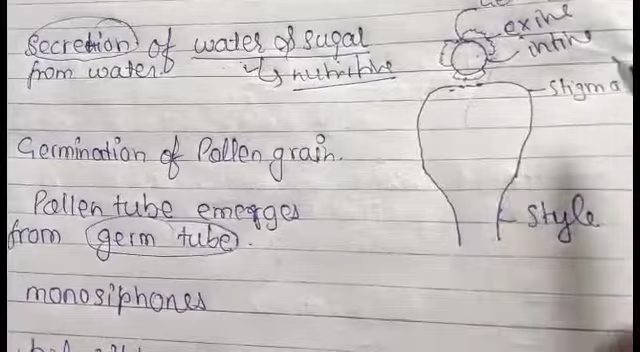 exine
intine
Secretion of water of sugal
from water. ↳ nutritive
Stigma
Germination of Pollen grain.
Pollen tube emerges
from germ tube.
Style
monosiphones